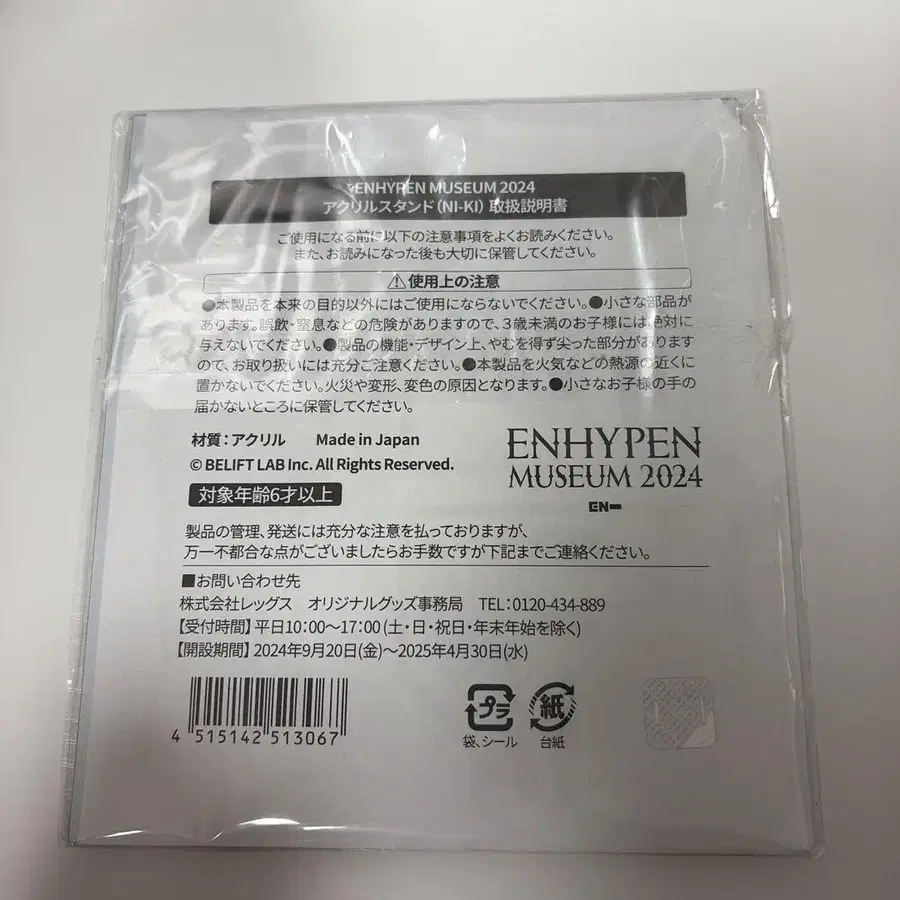 ENHYPEN MUSEUM 2024
アクリルスタンド(NI-KI)取扱説明書
ご使用になる前に以下の注意事項をよくお読みください。
また、お読みになった後も大切に保管してください。
⚠使用上の注意
●本製品を本来の目的以外にはご使用にならないでください。●小さな部品が
あります。誤飲・窒息などの危険がありますので、3歳未満のお子様には絶対に
与えないでください。●製品の機能・デザイン上、やむを得ず尖った部分があります
ので、お取り扱いには充分ご注意ください。●本製品を火気などの熱源の近くに
置かないでください。火災や変形、変色の原因となります。●小さなお子様の手の
届かないところに保管してください。
材質:アクリル Made in Japan
© BELIFT LAB Inc. All Rights Reserved.
対象年齢6才以上
ENHYPEN
MUSEUM 2024
EN-
製品の管理、発送には充分な注意を払っておりますが、
万一不都合な点がございましたらお手数ですが下記までご連絡ください。
■お問い合わせ先
株式会社レッグス オリジナルグッズ事務局 TEL:0120-434-889
【受付時間】平日10:00~17:00(土・日・祝日・年末年始を除く)
【開設期間】2024年9月20日(金)~2025年4月30日(水)
4 515142 513067
プラ
袋、シール
紙
台紙